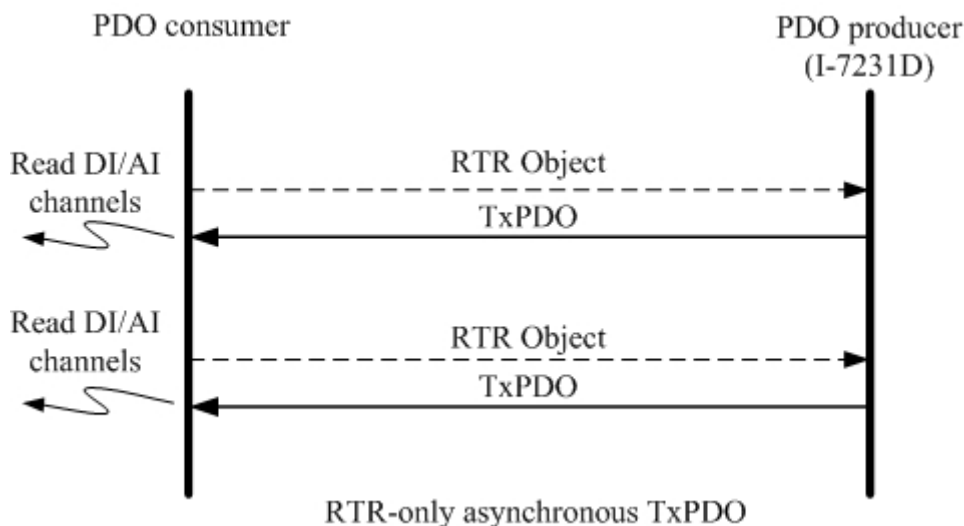 PDO consumer
PDO producer
(I-7231D)
Read DI/AI
channels
RTR Object
TxPDO
Read DI/AI
channels
RTR Object
TxPDO
RTR-only asynchronous TxPDO